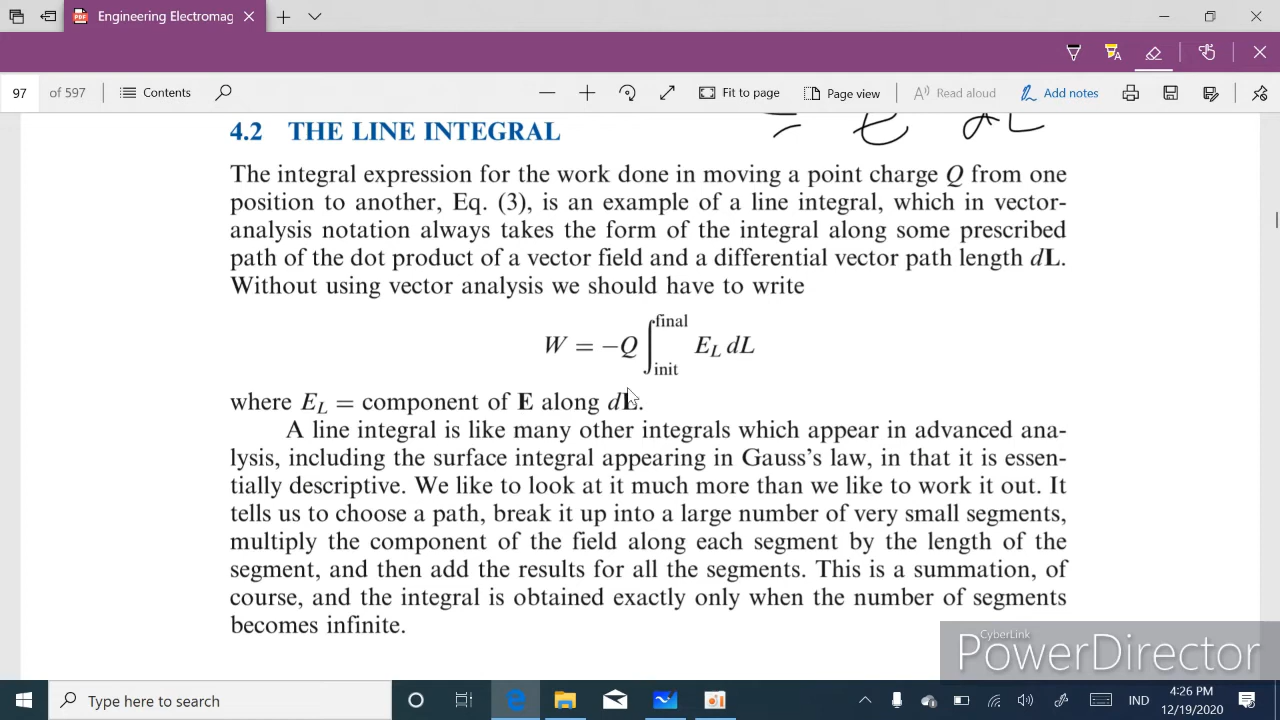 Engineering Electromag
97 of 597 Contents Fit to page Page view Read aloud Add notes
4.2 THE LINE INTEGRAL
The integral expression for the work done in moving a point charge Q from one
position to another, Eq. (3), is an example of a line integral, which in vector-
analysis notation always takes the form of the integral along some prescribed
path of the dot product of a vector field and a differential vector path length dL.
Without using vector analysis we should have to write
W = −Q ∫_init^final E_L dL
where E_L = component of E along dL.
A line integral is like many other integrals which appear in advanced ana-
lysis, including the surface integral appearing in Gauss's law, in that it is essen-
tially descriptive. We like to look at it much more than we like to work it out. It
tells us to choose a path, break it up into a large number of very small segments,
multiply the component of the field along each segment by the length of the
segment, and then add the results for all the segments. This is a summation, of
course, and the integral is obtained exactly only when the number of segments
becomes infinite.
CyberLink
PowerDirector
Type here to search
IND
4:26 PM
12/19/2020